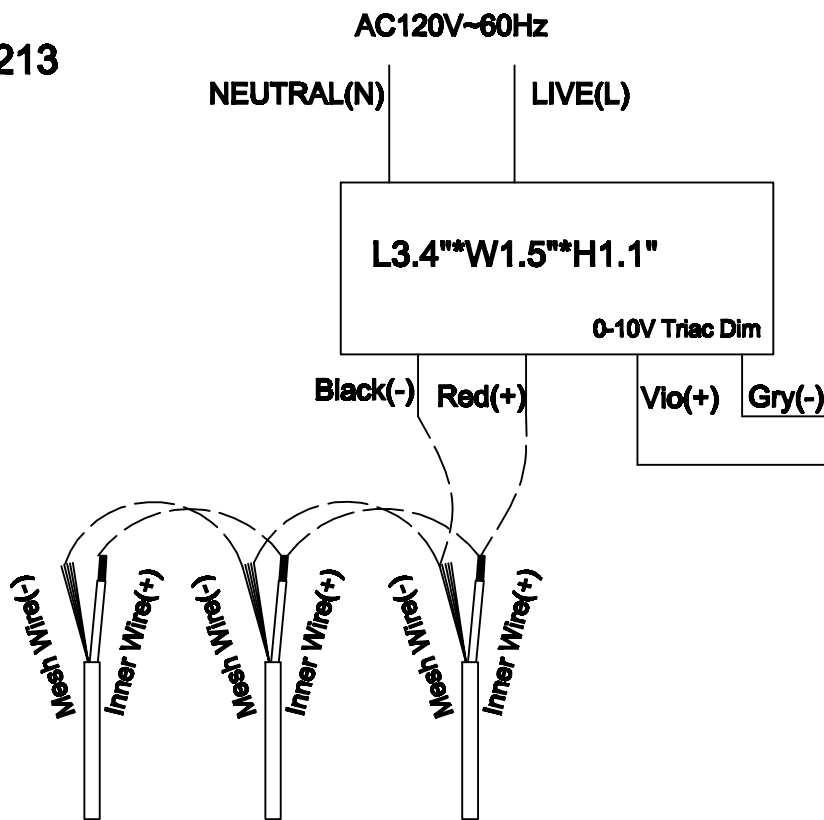 AC120V~60Hz
213
NEUTRAL(N)
LIVE(L)
L3.4"*W1.5"*H1.1"
0-10V Triac Dim
Black(-)
Red(+)
Vio(+)
Gry(-)
Mesh Wire(-)
Inner Wire(+)
Mesh Wire(-)
Inner Wire(+)
Mesh Wire(-)
Inner Wire(+)